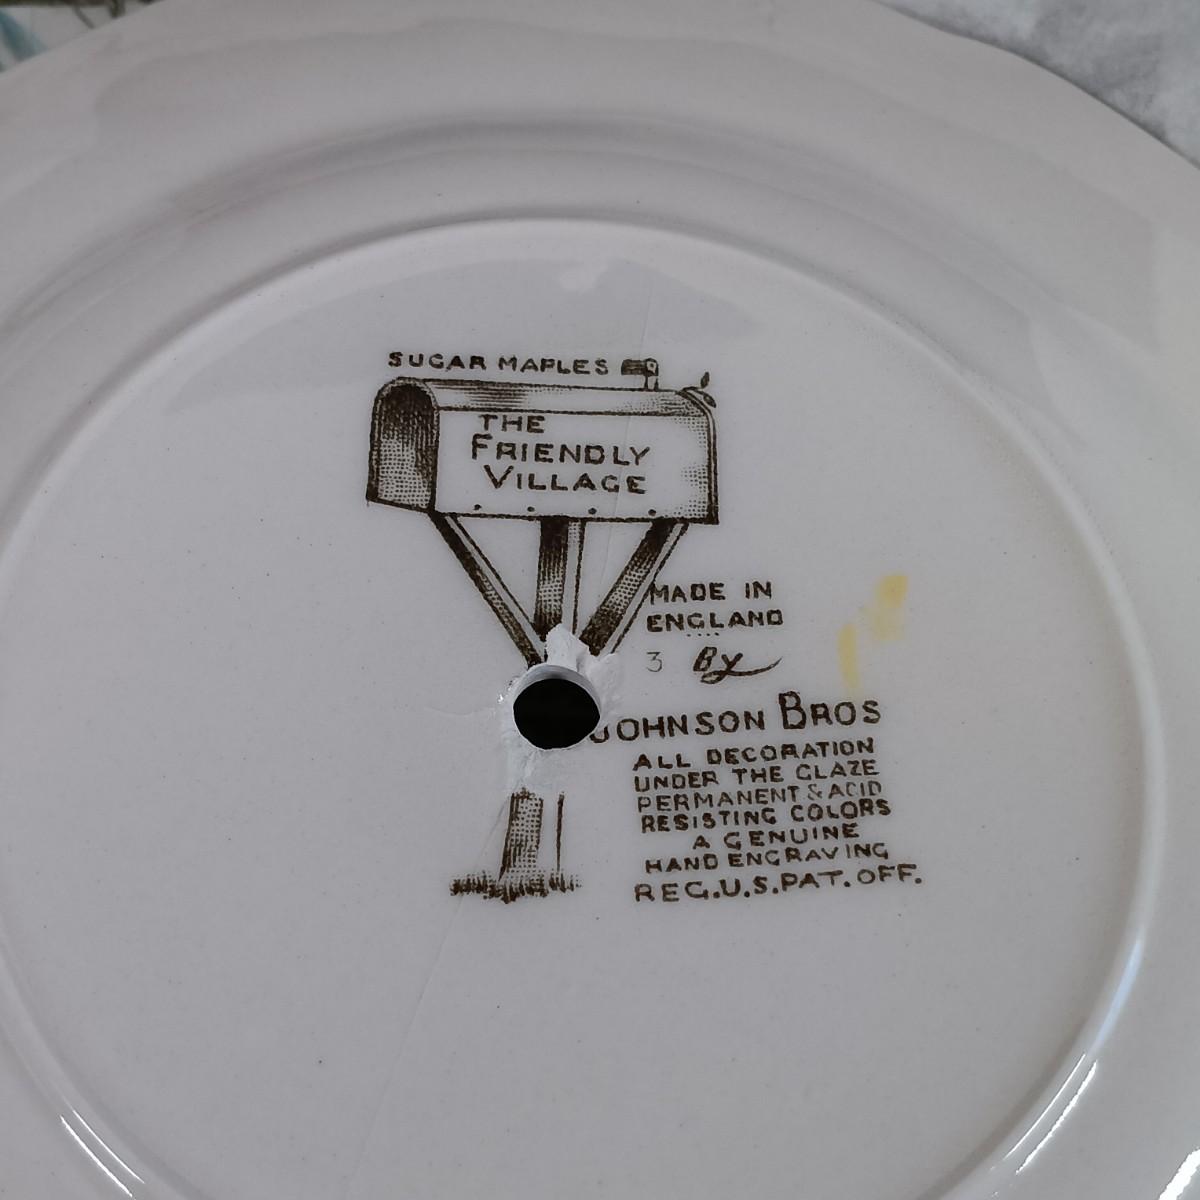 SUGAR MAPLES
THE
FRIENDLY
VILLAGE
MADE IN
ENGLAND
3 By
JOHNSON BROS
ALL DECORATION
UNDER THE GLAZE
PERMANENT & ACID
RESISTING COLORS
A GENUINE
HAND ENGRAVING
REG.U.S.PAT.OFF.